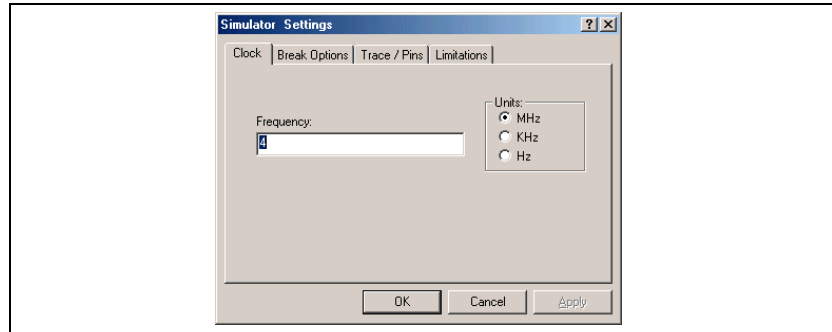 Simulator Settings
Clock
Break Options
Trace / Pins
Limitations
Frequency:
4
Units:
MHz
KHz
Hz
OK
Cancel
Apply